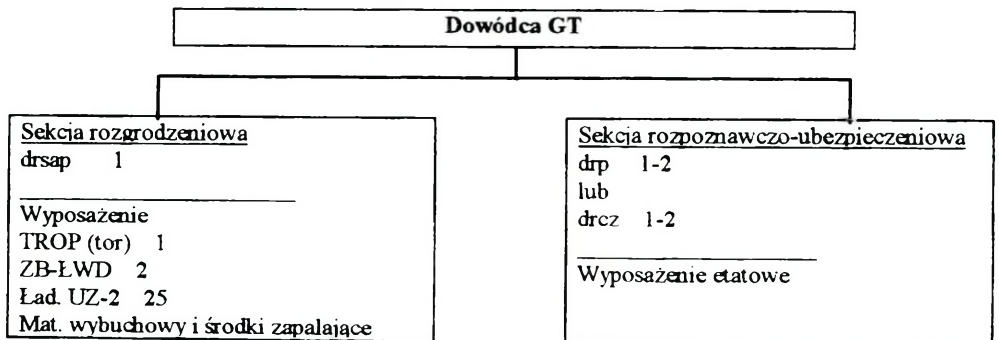 Dowódca GT
Sekcja rozgrodzeniowa
drsap 1
Wyposażenie
TROP (tor) 1
ZB-ŁWD 2
Ład. UZ-2 25
Mat. wybuchowy i środki zapalające
Sekcja rozpoznawczo-ubezpieczeniowa
drp 1-2
lub
drcz 1-2
Wyposażenie etatowe